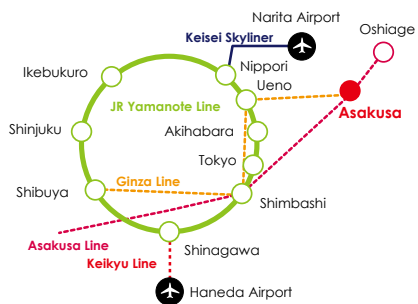 Narita Airport
Oshiage
Keisei Skyliner
Nippori
Ikebukuro
Ueno
JR Yamanote Line
Asakusa
Shinjuku
Akihabara
Tokyo
Ginza Line
Shibuya
Shimbashi
Asakusa Line
Shinagawa
Keikyu Line
Haneda Airport